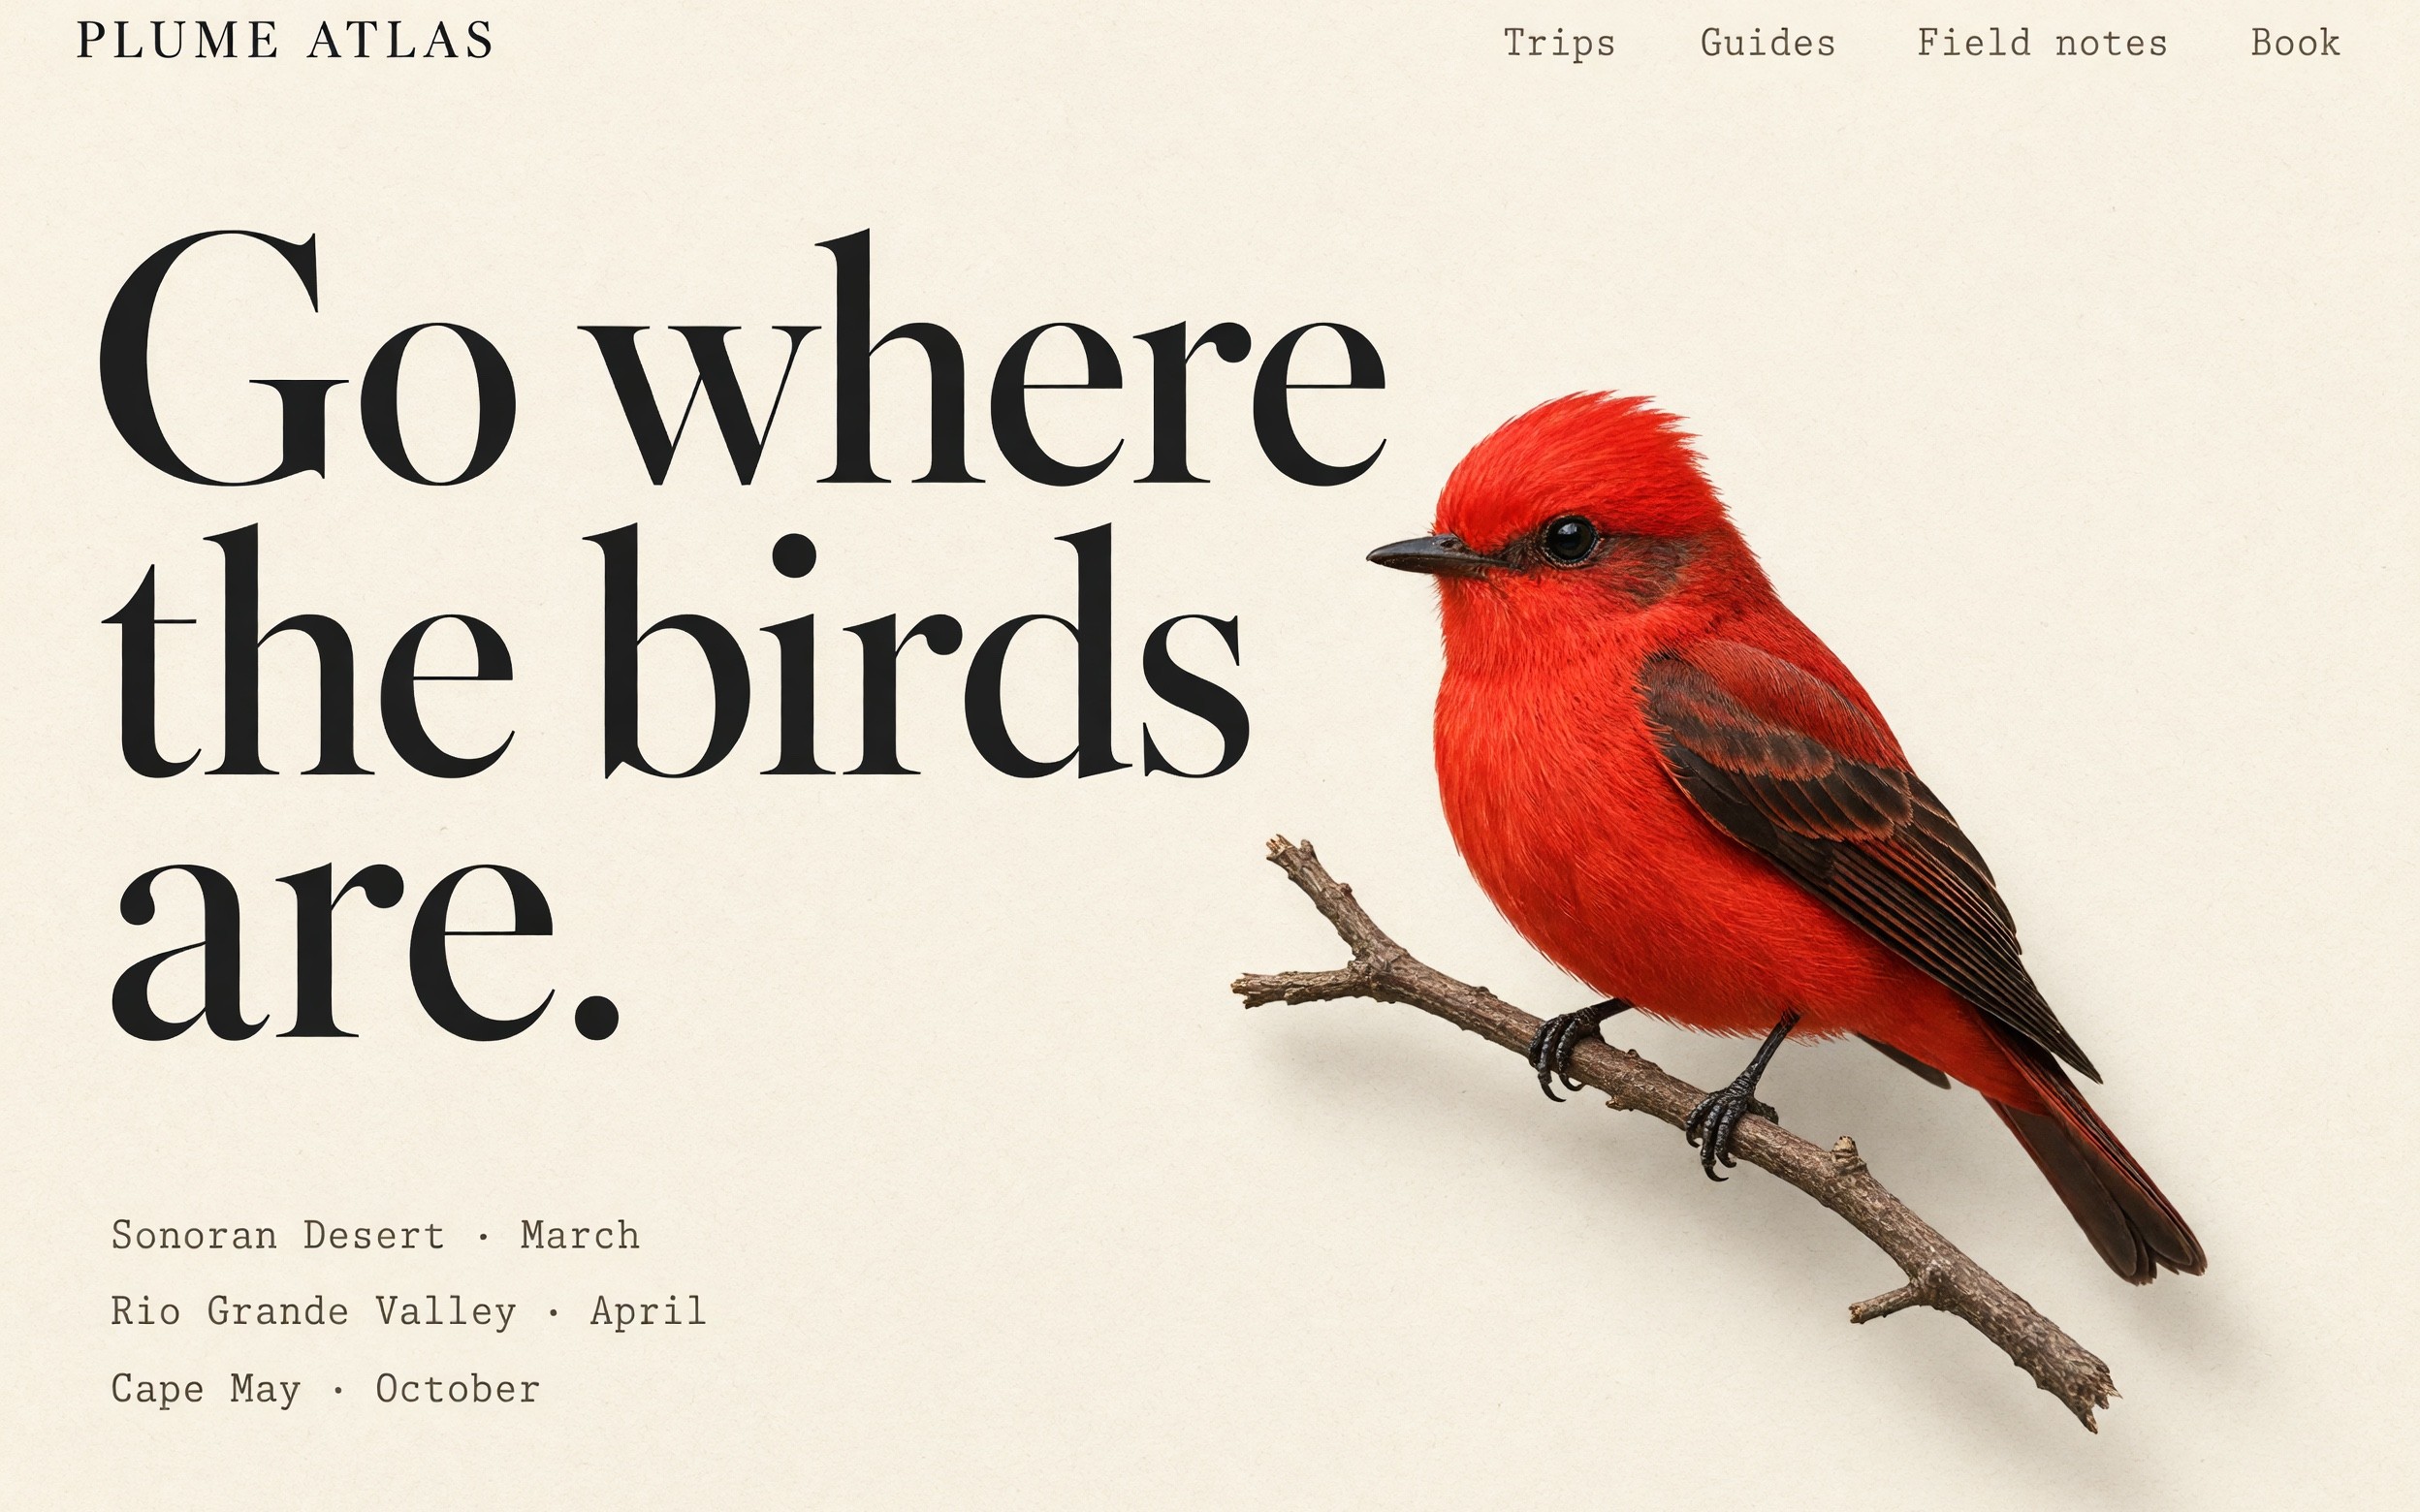 PLUME ATLAS
Trips Guides Field notes Book
Go where
the birds
are.
Sonoran Desert · March
Rio Grande Valley · April
Cape May · October